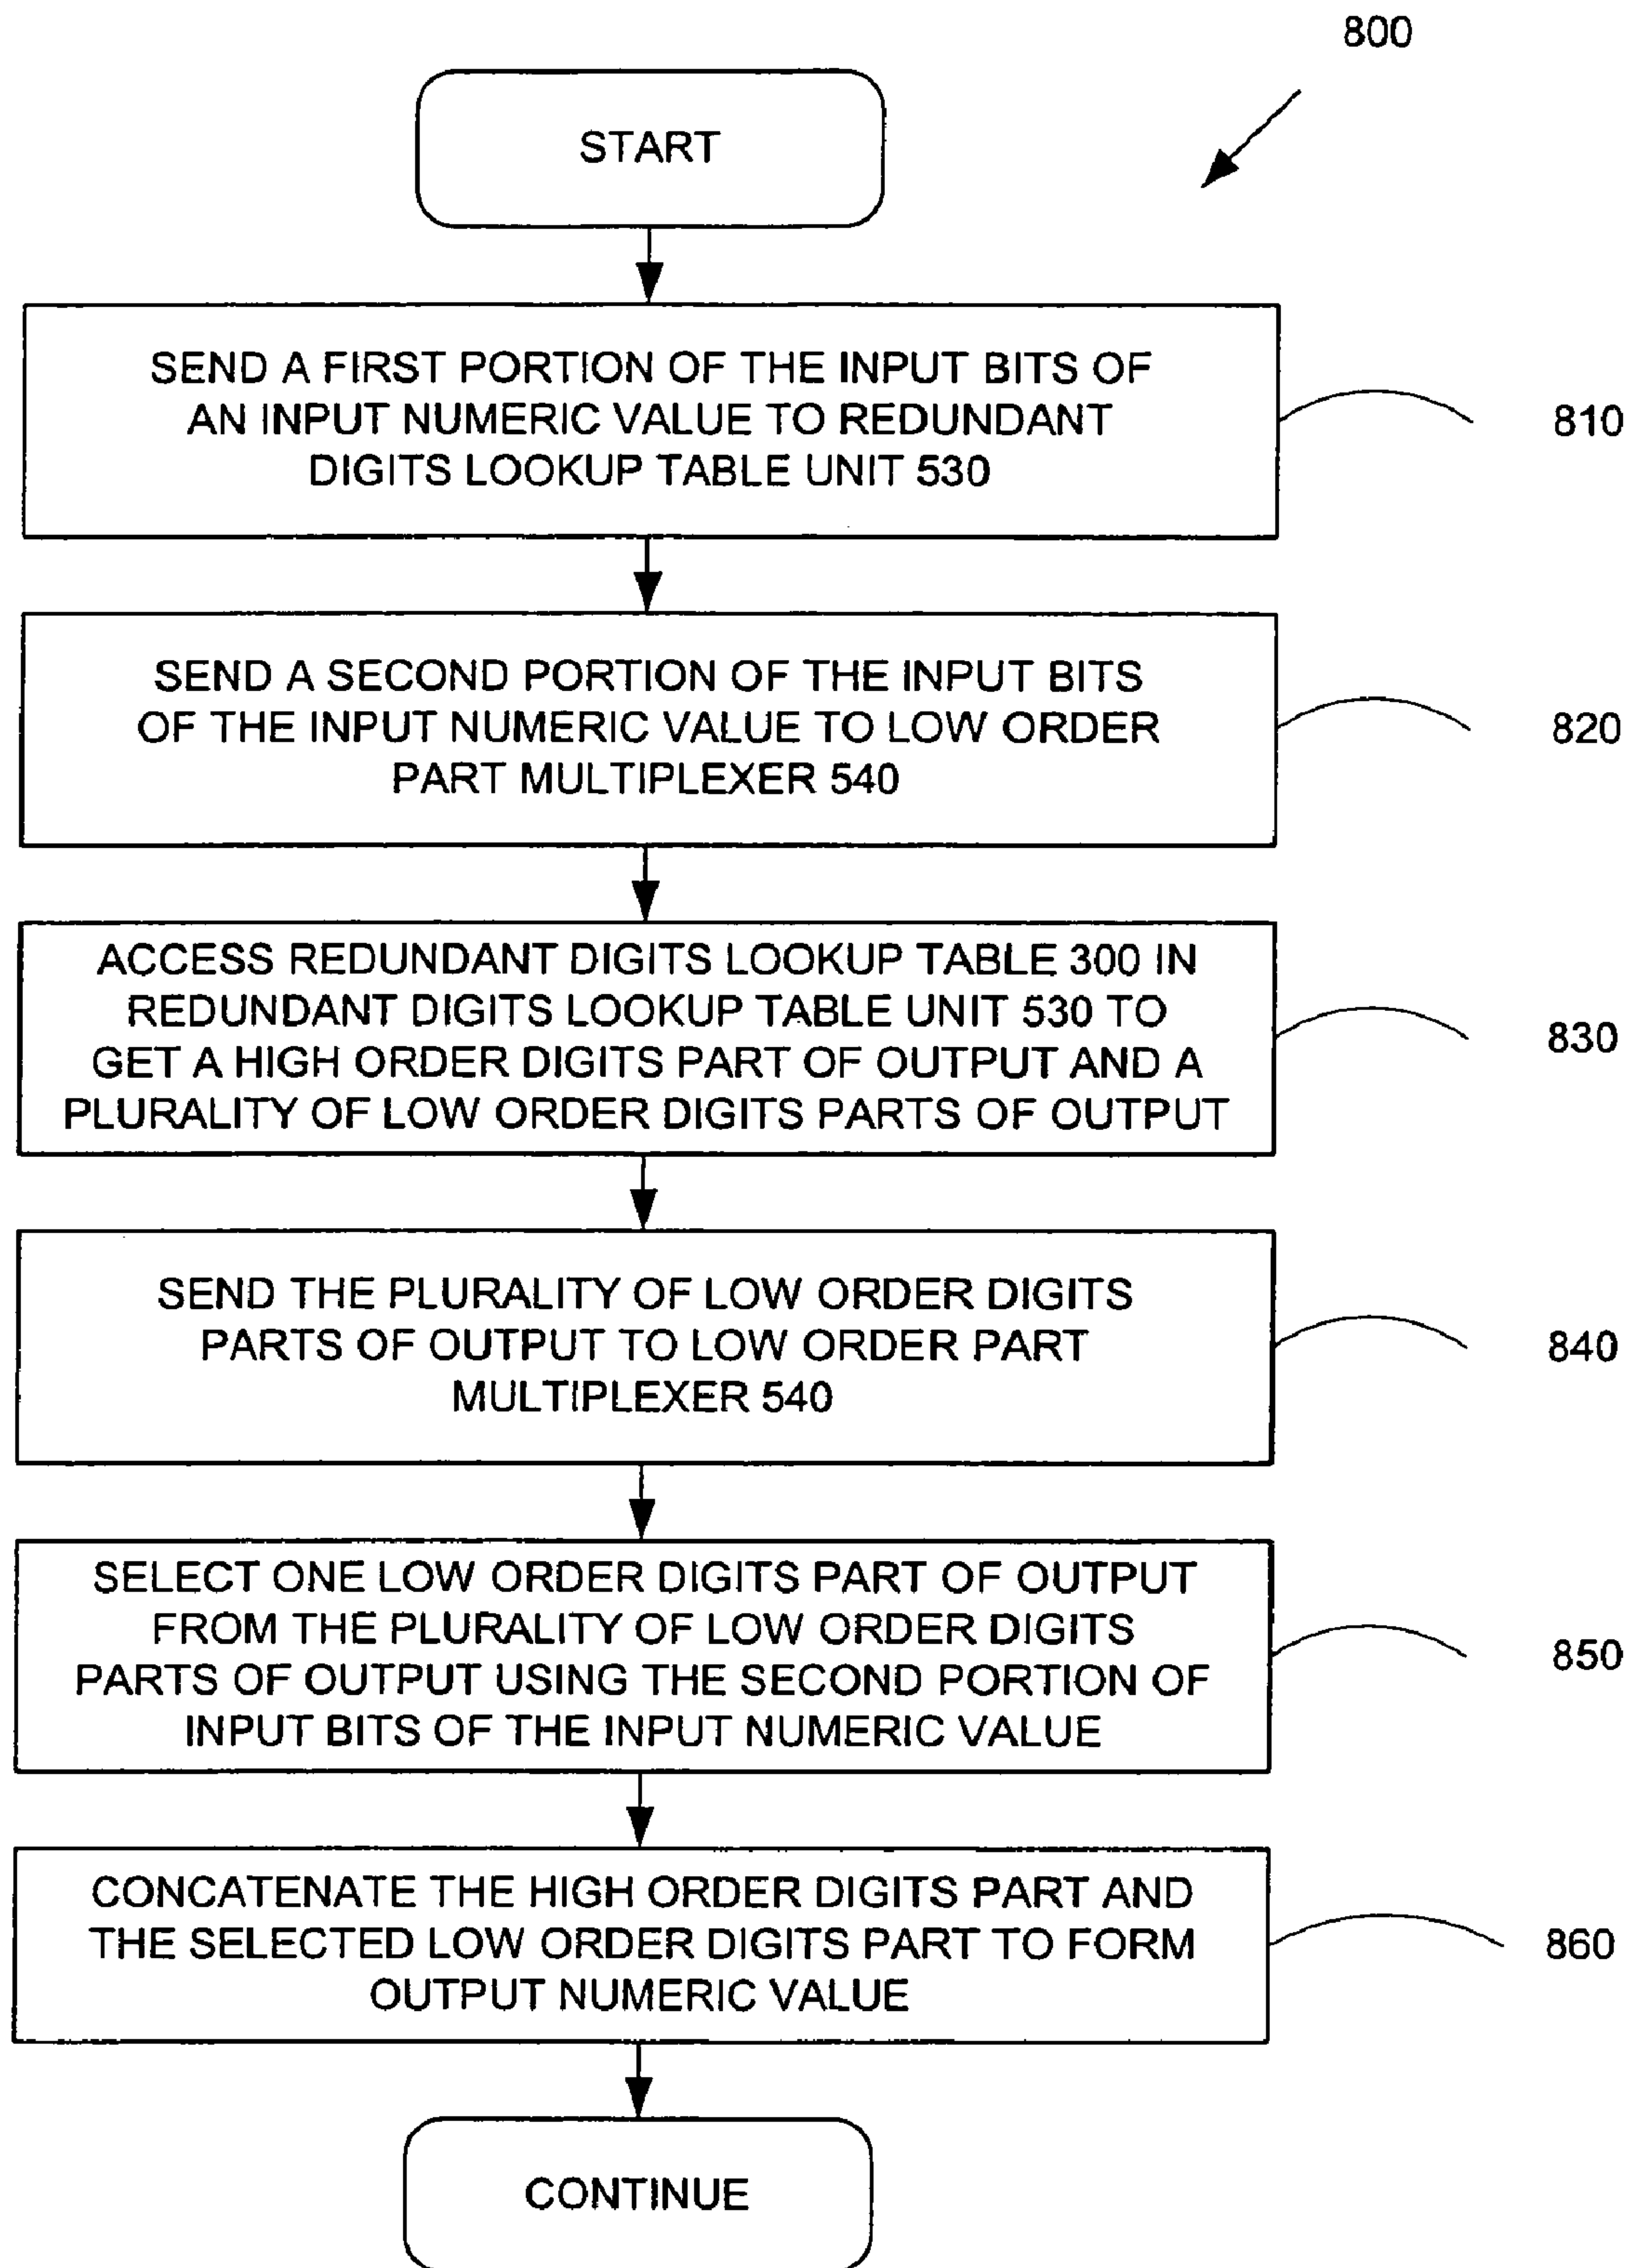 800
START
SEND A FIRST PORTION OF THE INPUT BITS OF
AN INPUT NUMERIC VALUE TO REDUNDANT
DIGITS LOOKUP TABLE UNIT 530
810
SEND A SECOND PORTION OF THE INPUT BITS
OF THE INPUT NUMERIC VALUE TO LOW ORDER
PART MULTIPLEXER 540
820
ACCESS REDUNDANT DIGITS LOOKUP TABLE 300 IN
REDUNDANT DIGITS LOOKUP TABLE UNIT 530 TO
GET A HIGH ORDER DIGITS PART OF OUTPUT AND A
PLURALITY OF LOW ORDER DIGITS PARTS OF OUTPUT
830
SEND THE PLURALITY OF LOW ORDER DIGITS
PARTS OF OUTPUT TO LOW ORDER PART
MULTIPLEXER 540
840
SELECT ONE LOW ORDER DIGITS PART OF OUTPUT
FROM THE PLURALITY OF LOW ORDER DIGITS
PARTS OF OUTPUT USING THE SECOND PORTION OF
INPUT BITS OF THE INPUT NUMERIC VALUE
850
CONCATENATE THE HIGH ORDER DIGITS PART AND
THE SELECTED LOW ORDER DIGITS PART TO FORM
OUTPUT NUMERIC VALUE
860
CONTINUE